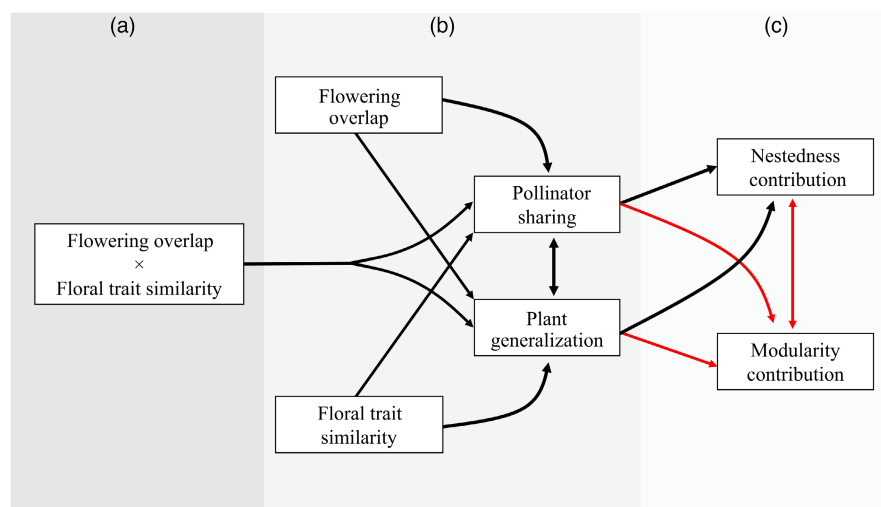 (a)
(b)
(c)
Flowering
overlap
Nestedness
contribution
Pollinator
sharing
Flowering overlap
×
Floral trait similarity
Plant
generalization
Modularity
contribution
Floral trait
similarity